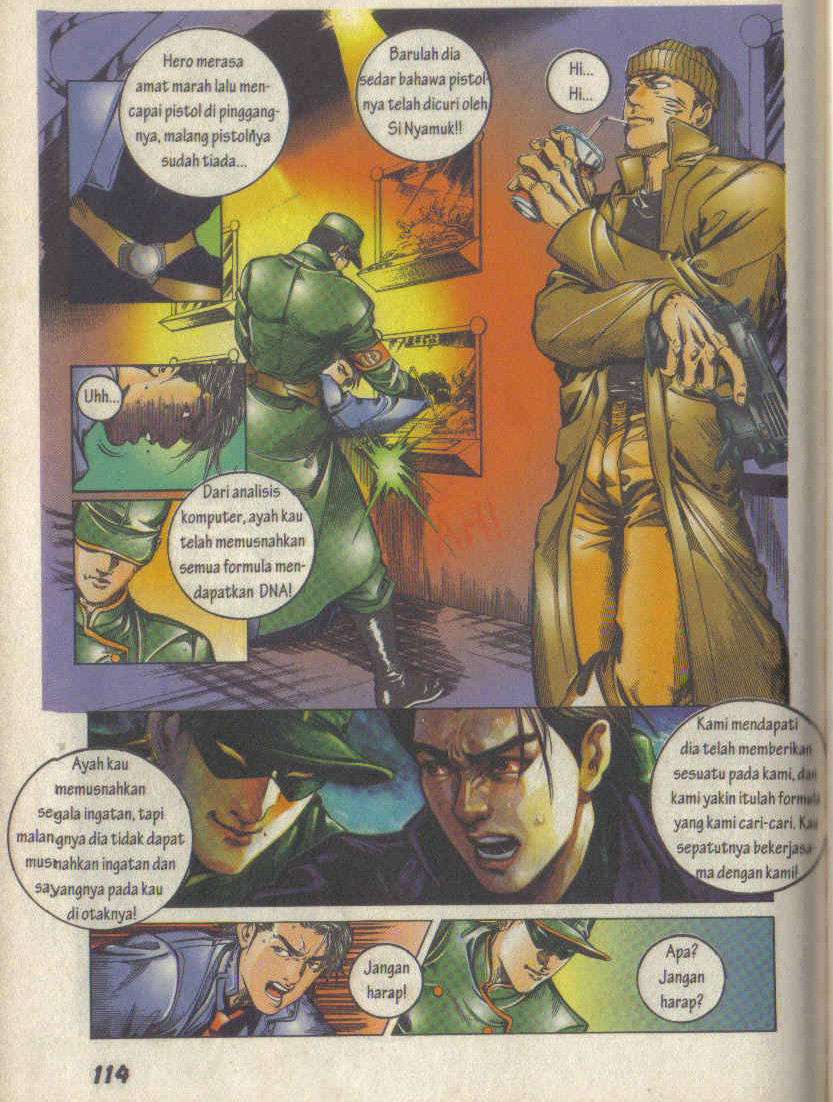 Hero merasa
amat marah lalu men-
capai pistol di pinggang-
nya, malang pistolnya
sudah tiada...
Barulah dia
sedar bahawa pistol-
nya telah dicuri oleh
Si Nyamuk!!
Hi...
Hi...
Uhh...
Dari analisis
komputer, ayah kau
telah memusnahkan
semua formula men-
dapatkan DNA!
Ayah kau
memusnahkan
segala ingatan, tapi
malangnya dia tidak dapat
musnahkan ingatan dan
sayangnya pada kau
di otaknya!
Kami mendapati
dia telah memberikan
sesuatu pada kami, dan
kami yakin itulah formula
yang kami cari-cari. Kau
sepatutnya bekerjasa-
ma dengan kami!
Jangan
harap!
Apa?
Jangan
harap?
114